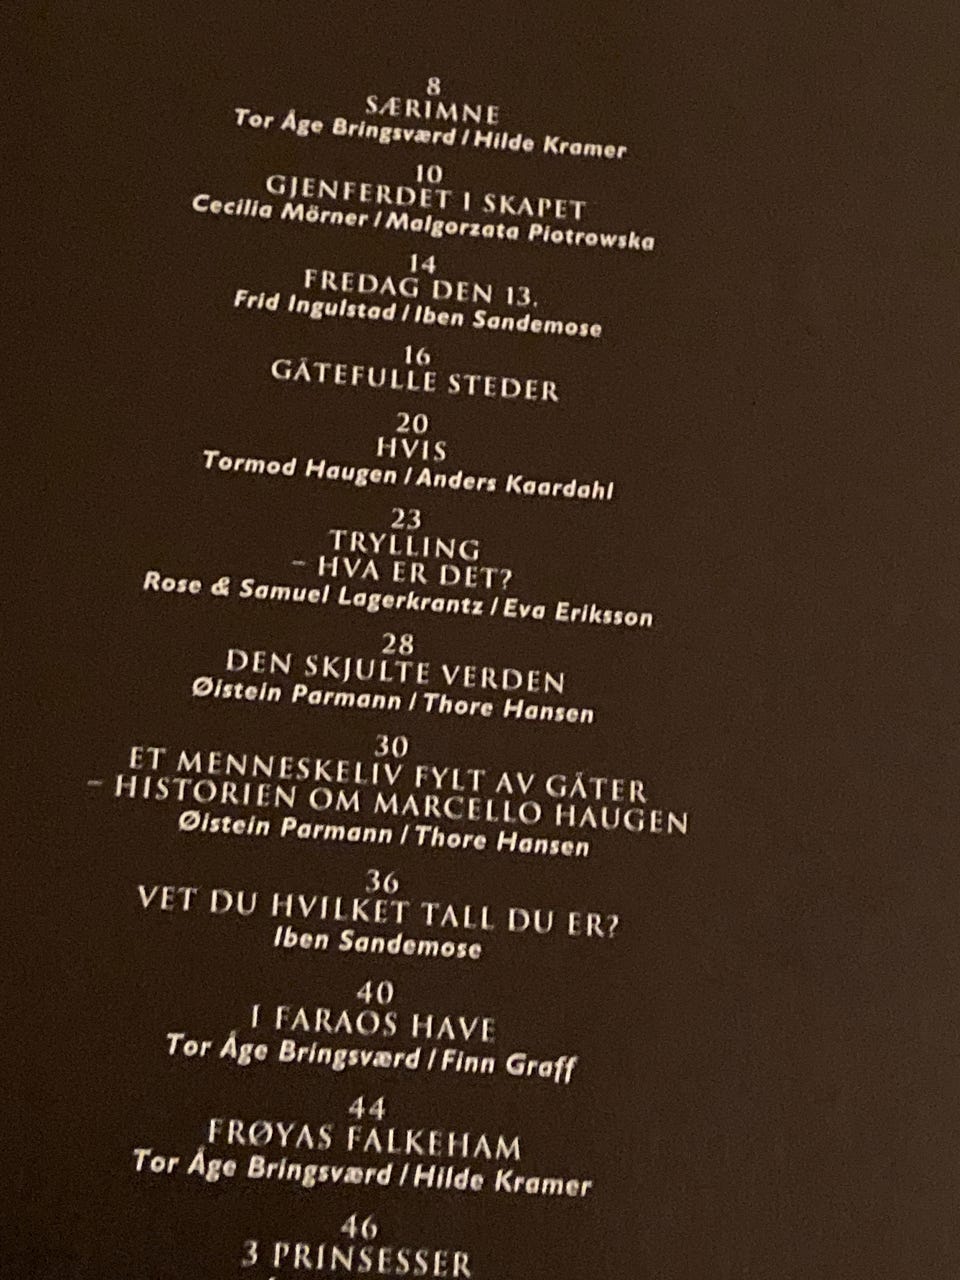 8
SÆRIMNE
Tor Åge Bringsværd / Hilde Kramer
10
GJENFERDET I SKAPET
Cecilia Mörner / Malgorzata Piotrowska
14
FREDAG DEN 13.
Frid Ingulstad / Iben Sandemose
16
GÅTEFULLE STEDER
20
HVIS
Tormod Haugen / Anders Kaardahl
23
TRYLLING
– HVA ER DET?
Rose & Samuel Lagerkrantz / Eva Eriksson
28
DEN SKJULTE VERDEN
Øistein Parmann / Thore Hansen
30
ET MENNESKELIV FYLT AV GÅTER
– HISTORIEN OM MARCELLO HAUGEN
Øistein Parmann / Thore Hansen
36
VET DU HVILKET TALL DU ER?
Iben Sandemose
40
I FARAOS HAVE
Tor Åge Bringsværd / Finn Graff
44
FRØYAS FALKEHAM
Tor Åge Bringsværd / Hilde Kramer
46
3 PRINSESSER